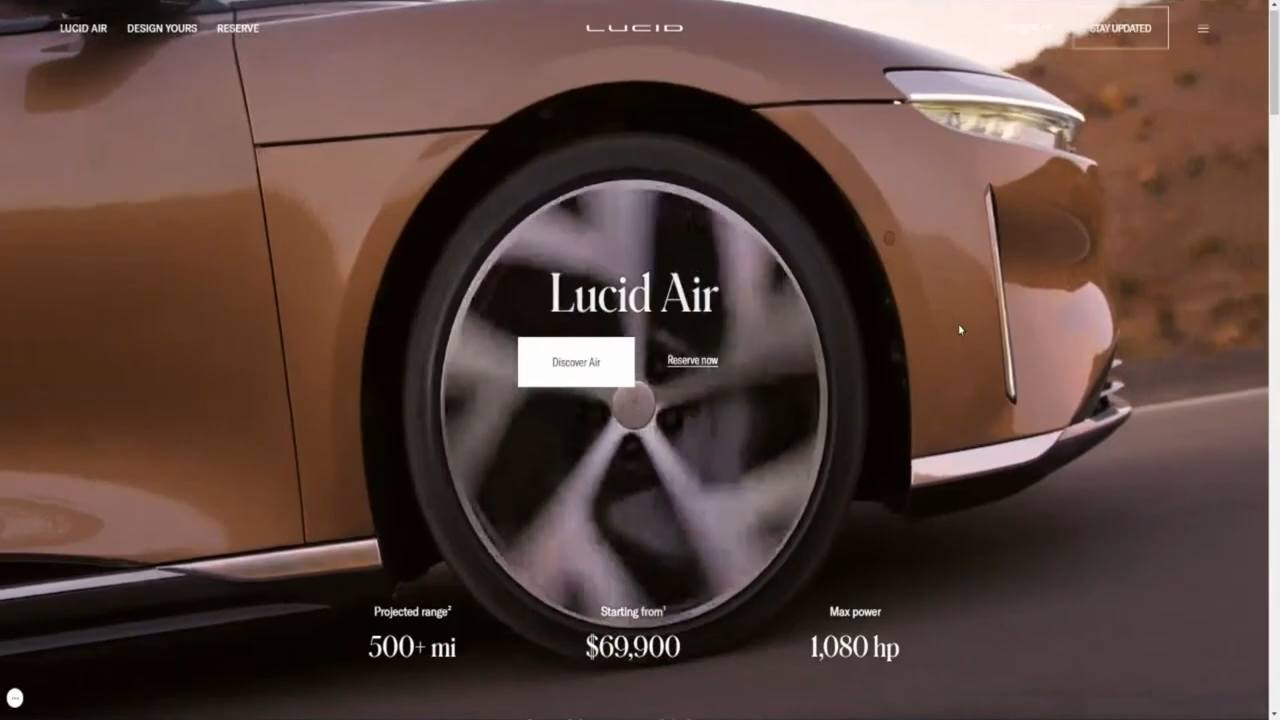 LUCID AIR DESIGN YOURS RESERVE LUCID STAY UPDATED
Lucid Air
Discover Air Reserve now
Projected range² Starting from¹ Max power
500+ mi $69,900 1,080 hp